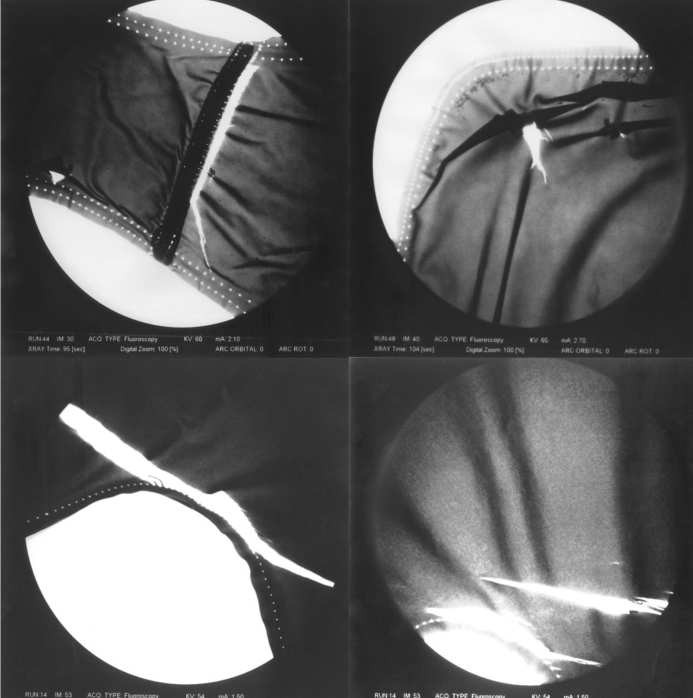 RUN:44 IM: 30 ACQ. TYPE: Fluoroscopy KV: 60 mA: 2.10
XRAY Time: 95 [sec] Digital Zoom: 100 [%] ARC ORBITAL: 0 ARC ROT: 0
RUN:48 IM: 40 ACQ. TYPE: Fluoroscopy KV: 65 mA: 2.70
XRAY Time: 104 [sec] Digital Zoom: 100 [%] ARC ORBITAL: 0 ARC ROT: 0
RUN:14 IM: 53 ACQ. TYPE: Fluoroscopy KV: 54 mA: 1.50
RUN:14 IM: 53 ACQ. TYPE: Fluoroscopy KV: 54 mA: 1.50